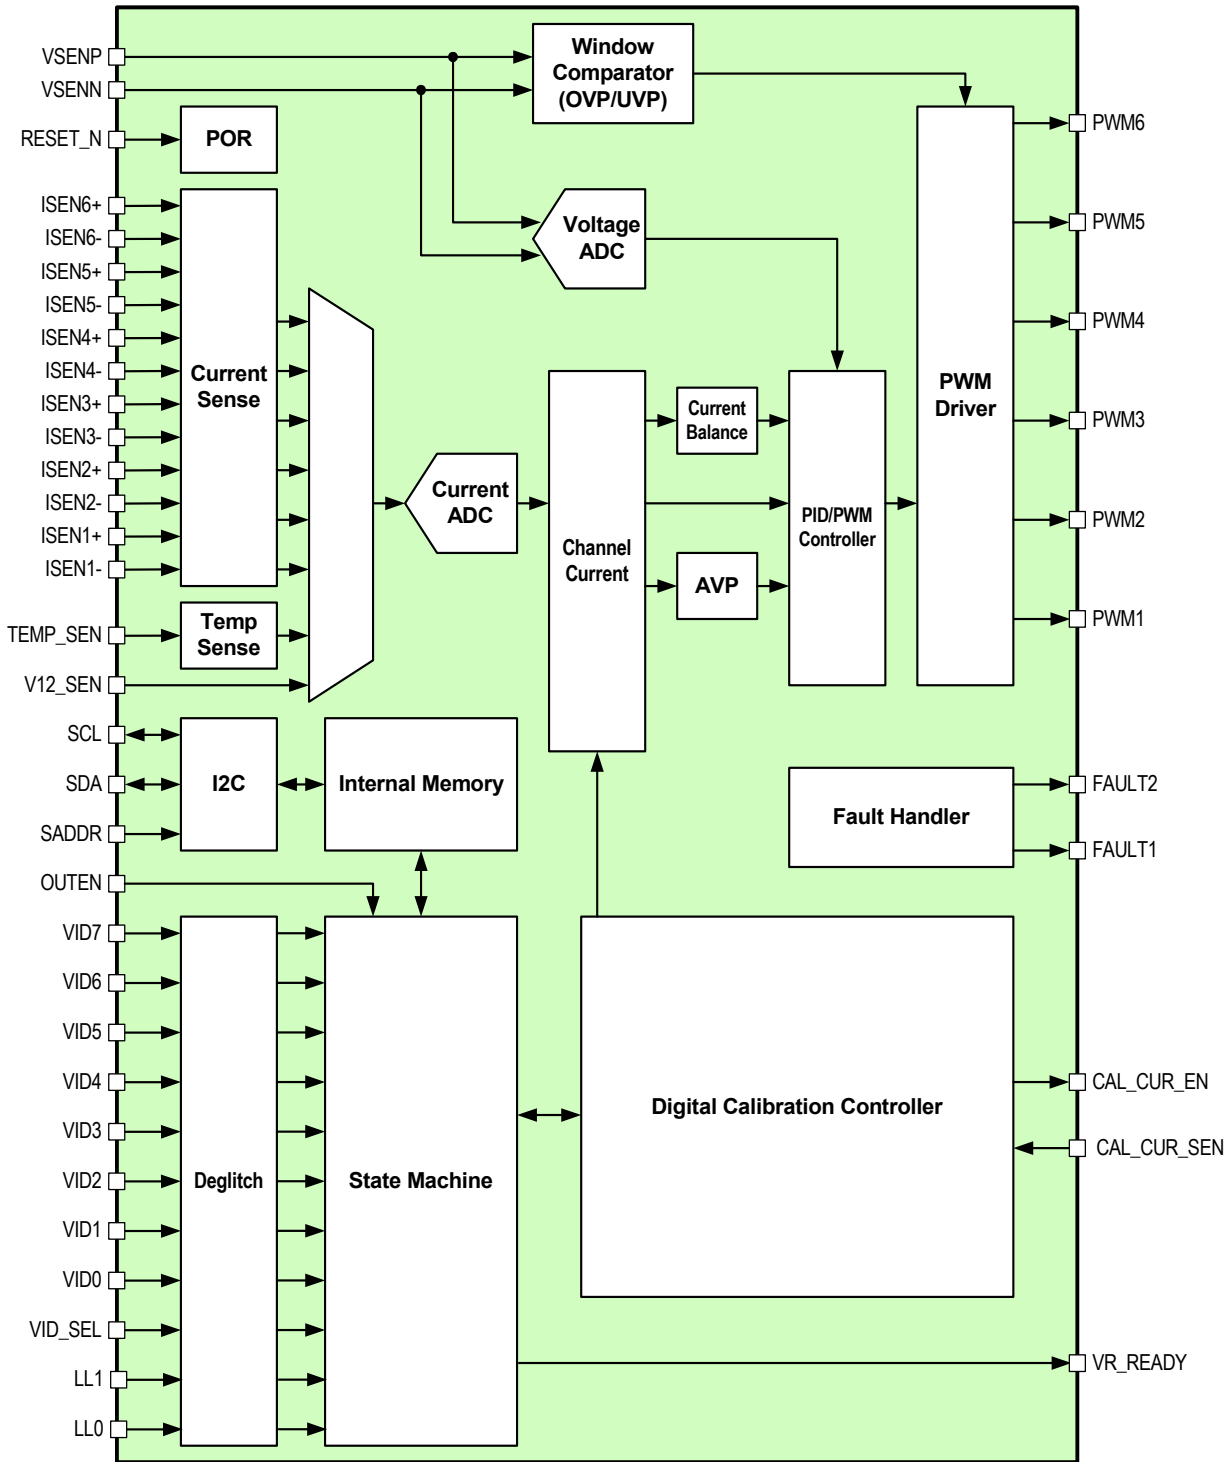 VSENP
VSENN
RESET_N
ISEN6+
ISEN6-
ISEN5+
ISEN5-
ISEN4+
ISEN4-
ISEN3+
ISEN3-
ISEN2+
ISEN2-
ISEN1+
ISEN1-
TEMP_SEN
V12_SEN
SCL
SDA
SADDR
OUTEN
VID7
VID6
VID5
VID4
VID3
VID2
VID1
VID0
VID_SEL
LL1
LL0
Window
Comparator
(OVP/UVP)
POR
Voltage
ADC
Current
Sense
Current
ADC
Temp
Sense
Channel
Current
Current
Balance
AVP
PID/PWM
Controller
PWM
Driver
I2C
Internal Memory
Fault Handler
Deglitch
State Machine
Digital Calibration Controller
PWM6
PWM5
PWM4
PWM3
PWM2
PWM1
FAULT2
FAULT1
CAL_CUR_EN
CAL_CUR_SEN
VR_READY